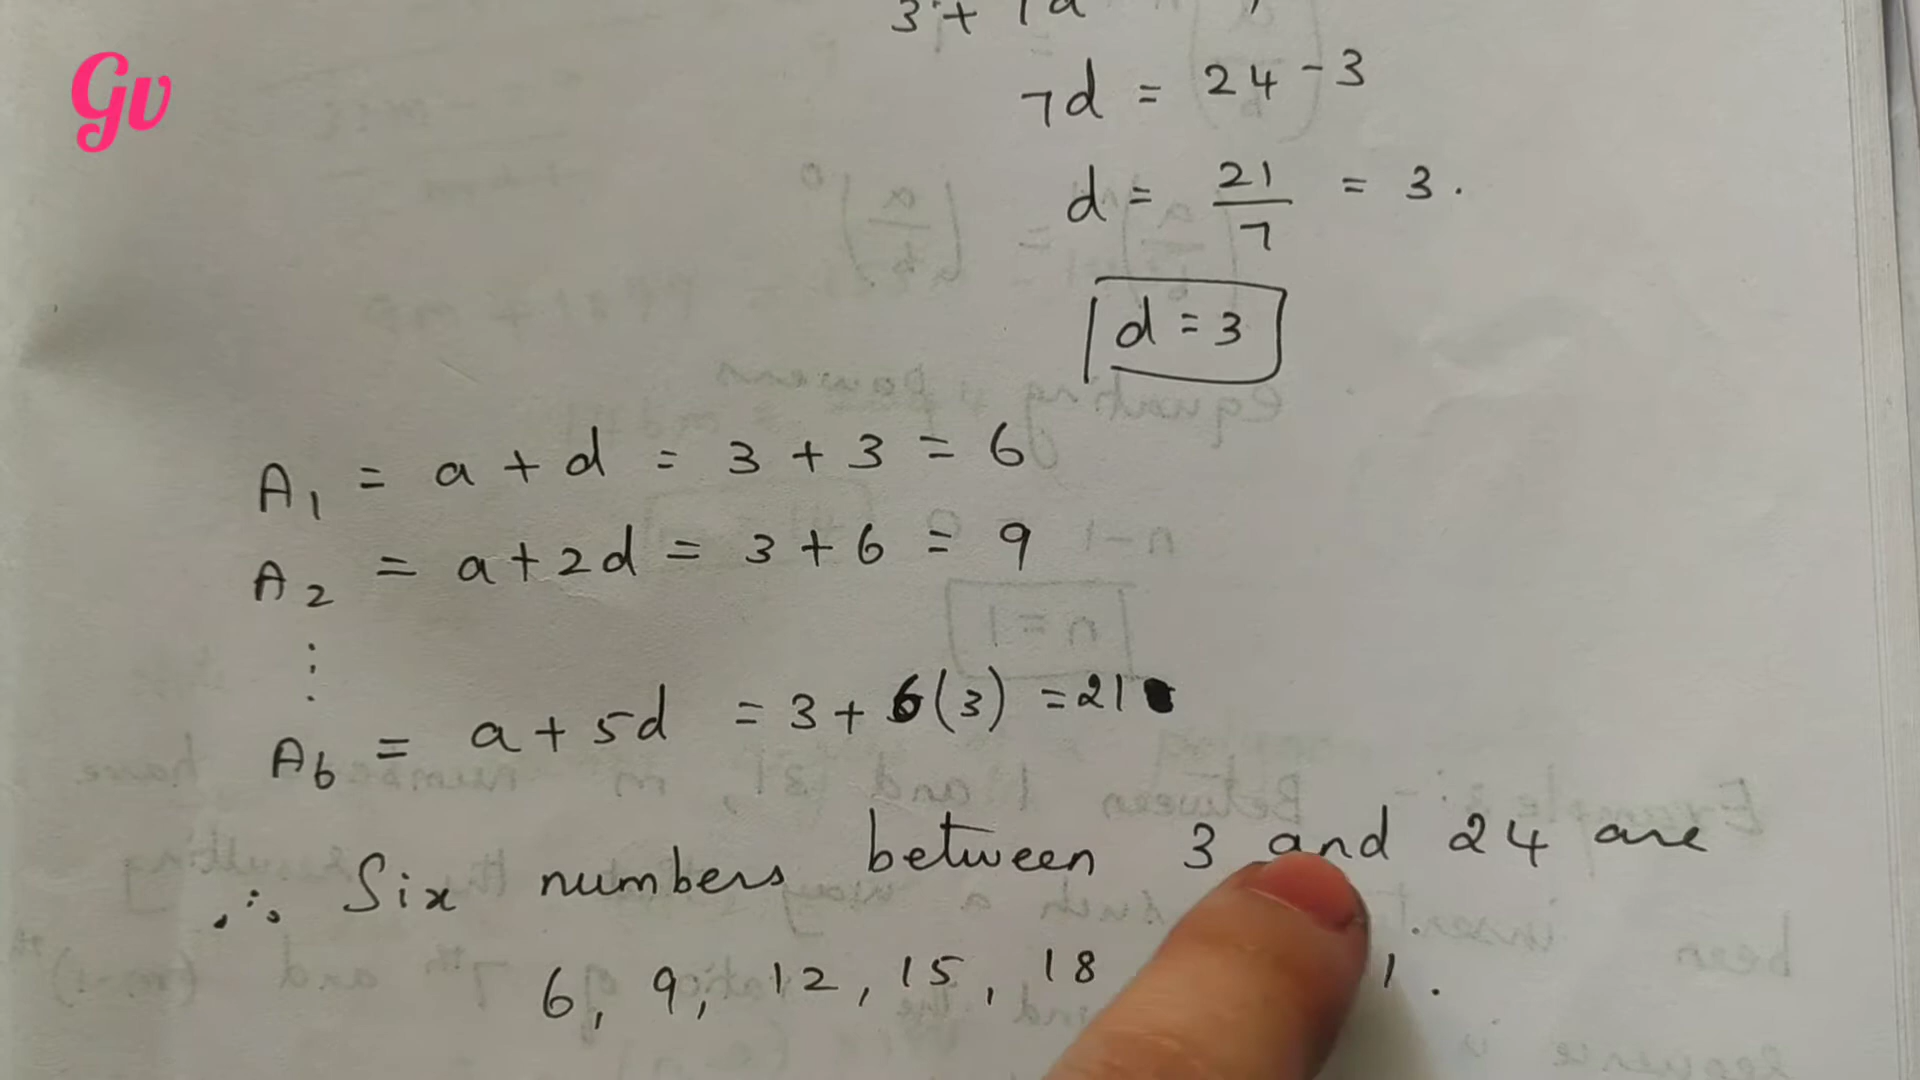 Gv
3 + 7d
7d = 24 - 3
d = 21/7 = 3.
d = 3
A1 = a + d = 3 + 3 = 6
A2 = a + 2d = 3 + 6 = 9
⋮
A6 = a + 5d = 3 + 6(3) = 21
∴ Six numbers between 3 and 24 are
6, 9, 12, 15, 18 1.